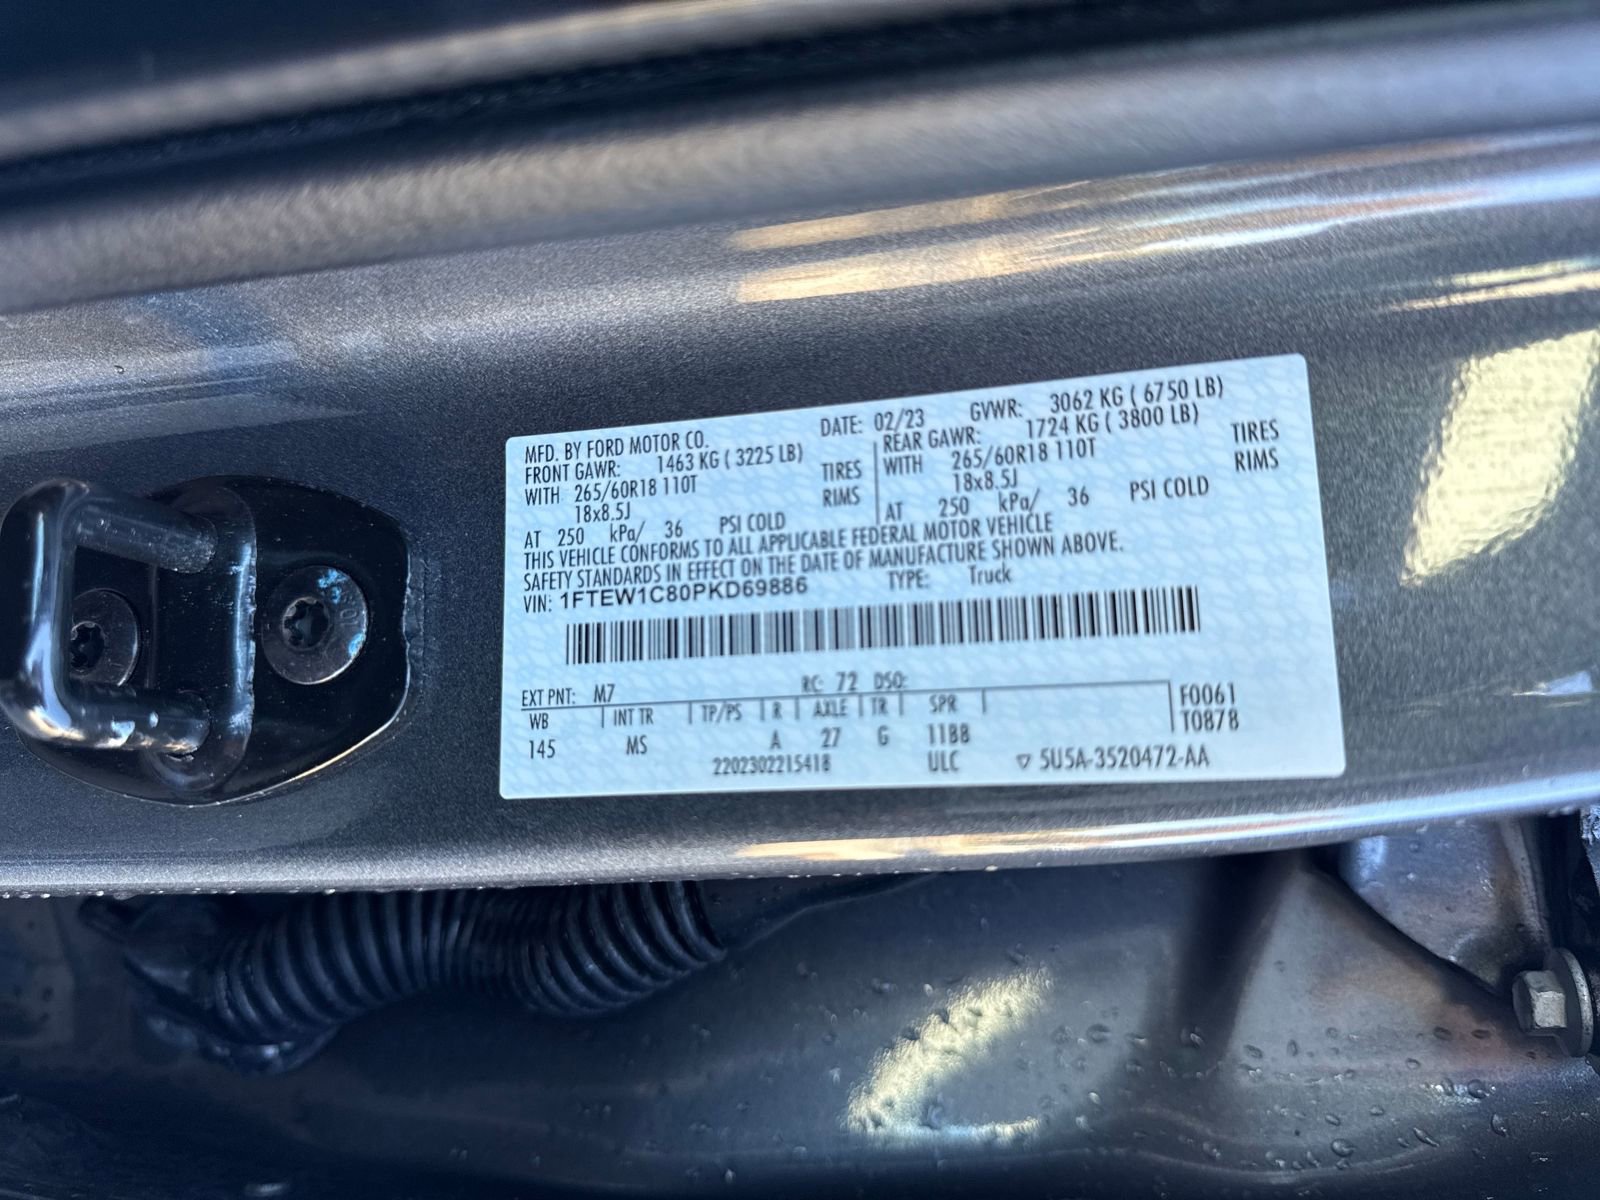 MFD. BY FORD MOTOR CO. DATE: 02/23 GVWR: 3062 KG ( 6750 LB)
FRONT GAWR: 1463 KG ( 3225 LB) REAR GAWR: 1724 KG ( 3800 LB)
WITH 265/60R18 110T TIRES WITH 265/60R18 110T TIRES
18x8.5J RIMS 18x8.5J RIMS
AT 250 kPa/ 36 PSI COLD AT 250 kPa/ 36 PSI COLD
THIS VEHICLE CONFORMS TO ALL APPLICABLE FEDERAL MOTOR VEHICLE
SAFETY STANDARDS IN EFFECT ON THE DATE OF MANUFACTURE SHOWN ABOVE.
VIN: 1FTEW1C80PKD69886 TYPE: Truck
EXT PNT: M7 RC: 72 DSO: F0061
WB INT TR TP/PS R AXLE TR SPR T0878
145 MS A 27 G 11BB
2202302215418 ULC ▽ 5U5A-3520472-AA